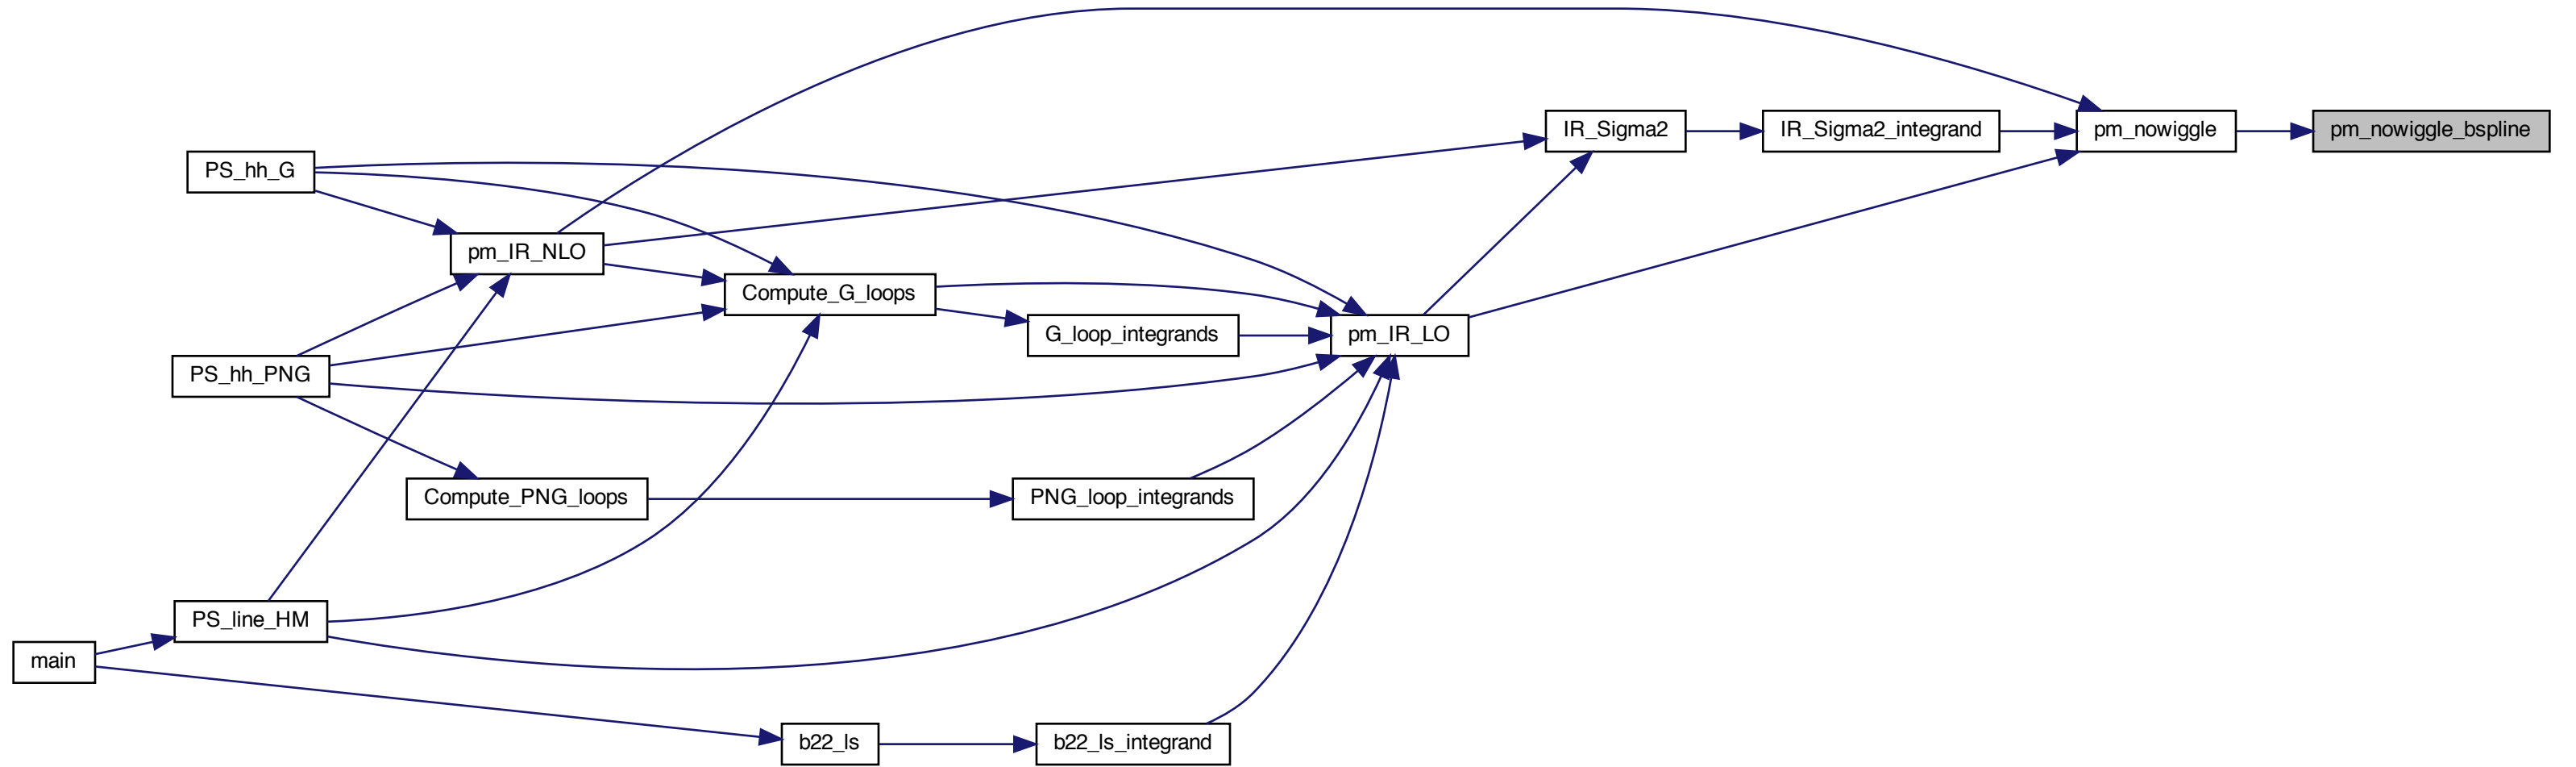 IR_Sigma2
IR_Sigma2_integrand
pm_nowiggle
pm_nowiggle_bspline
PS_hh_G
pm_IR_NLO
Compute_G_loops
G_loop_integrands
pm_IR_LO
PS_hh_PNG
Compute_PNG_loops
PNG_loop_integrands
PS_line_HM
main
b22_ls
b22_ls_integrand